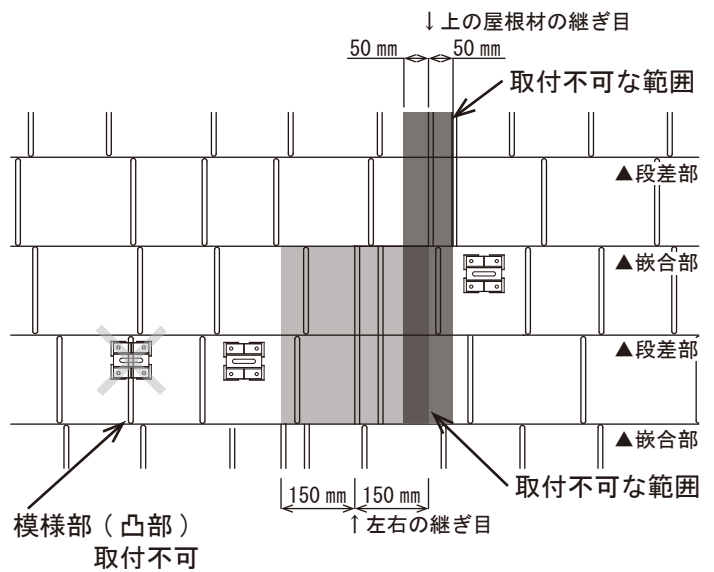 ↓上の屋根材の継ぎ目
50 mm
50 mm
取付不可な範囲
▲段差部
▲嵌合部
▲段差部
▲嵌合部
取付不可な範囲
150 mm
150 mm
↑左右の継ぎ目
模様部（凸部）
取付不可